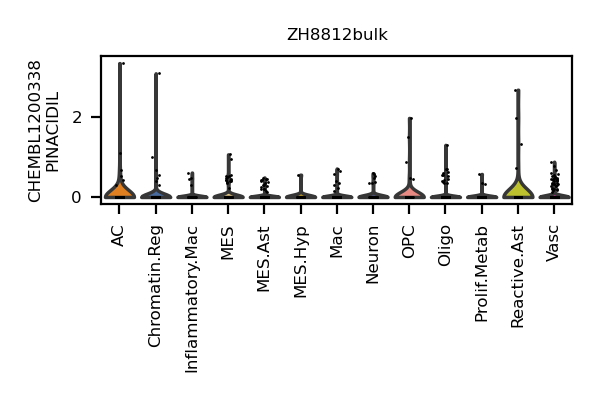 ZH8812bulk
CHEMBL1200338
PINACIDIL
2
0
AC
Chromatin.Reg
Inflammatory.Mac
MES
MES.Ast
MES.Hyp
Mac
Neuron
OPC
Oligo
Prolif.Metab
Reactive.Ast
Vasc